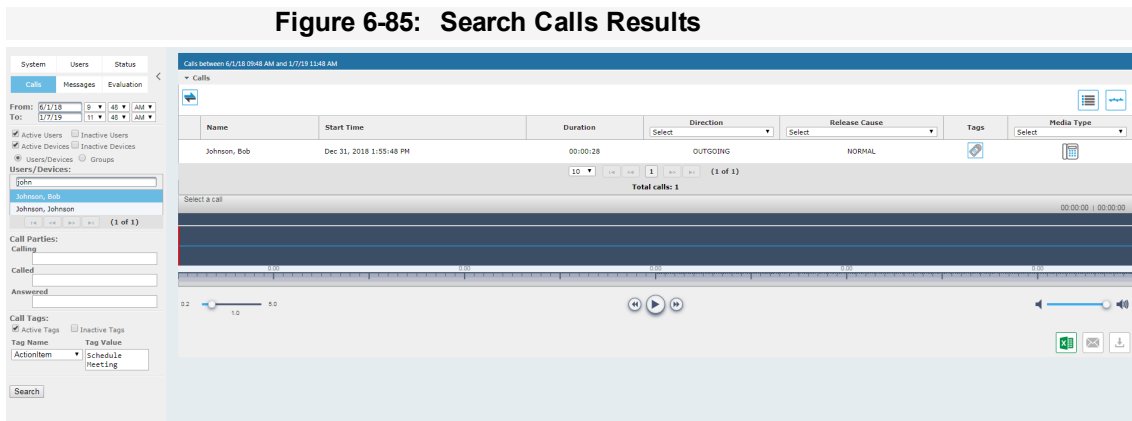 Figure 6-85: Search Calls Results
System Users Status
Calls Messages Evaluation
From: 6/1/18 9 48 AM
To: 1/7/19 11 48 AM
Active Users Inactive Users
Active Devices Inactive Devices
Users/Devices Groups
Users/Devices:
john
Johnson, Bob
Johnson, Johnson
(1 of 1)
Call Parties:
Calling
Called
Answered
Call Tags:
Active Tags Inactive Tags
Tag Name Tag Value
ActionItem Schedule
Meeting
Search
Calls between 6/1/18 09:48 AM and 1/7/19 11:48 AM
Calls
Name Start Time Duration Direction Release Cause Tags Media Type
Select Select Select
Johnson, Bob Dec 31, 2018 1:55:48 PM 00:00:28 OUTGOING NORMAL
10 1 (1 of 1)
Total calls: 1
Select a call
00:00:00 | 00:00:00
0.00 0.00 0.00 0.00 0.00
0.2 5.0
1.0